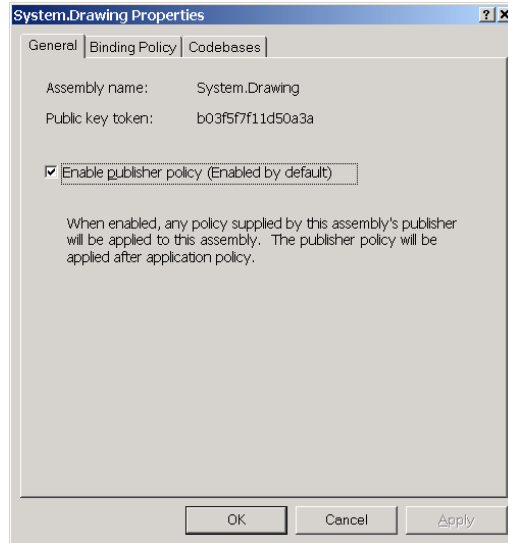 System.Drawing Properties
General Binding Policy Codebases
Assembly name: System.Drawing
Public key token: b03f5f7f11d50a3a
Enable publisher policy (Enabled by default)
When enabled, any policy supplied by this assembly's publisher
will be applied to this assembly. The publisher policy will be
applied after application policy.
OK Cancel Apply